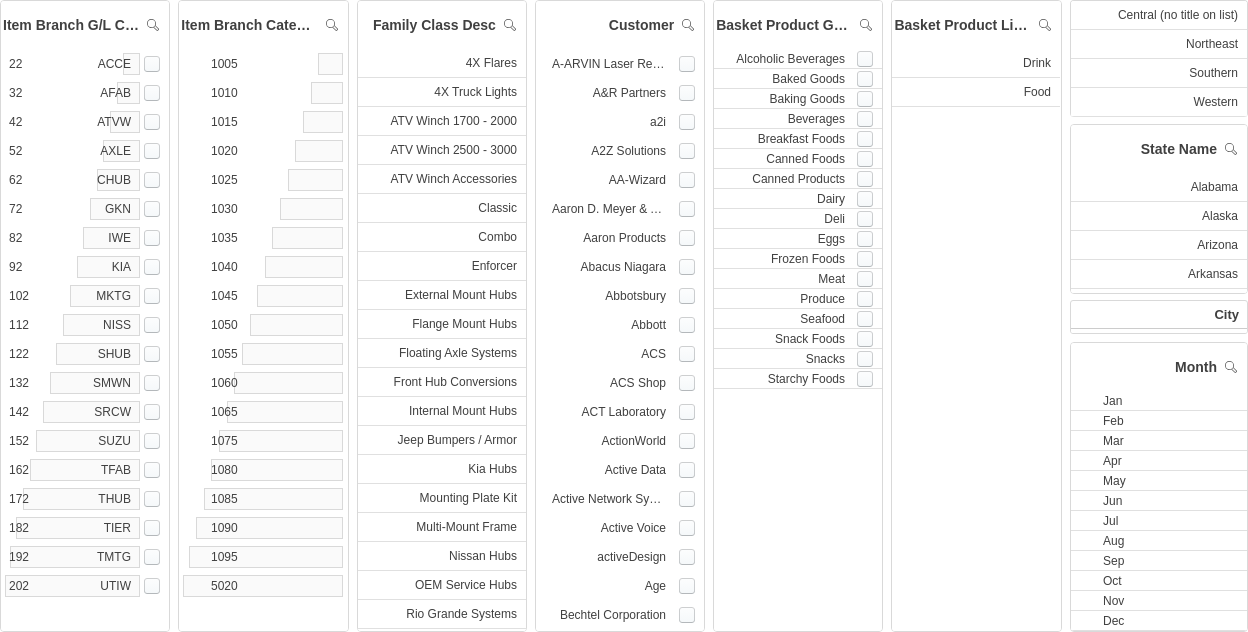 Item Branch G/L C...
22 ACCE
32 AFAB
42 ATVW
52 AXLE
62 CHUB
72 GKN
82 IWE
92 KIA
102 MKTG
112 NISS
122 SHUB
132 SMWN
142 SRCW
152 SUZU
162 TFAB
172 THUB
182 TIER
192 TMTG
202 UTIW
Item Branch Cate...
1005
1010
1015
1020
1025
1030
1035
1040
1045
1050
1055
1060
1065
1075
1080
1085
1090
1095
5020
Family Class Desc
4X Flares
4X Truck Lights
ATV Winch 1700 - 2000
ATV Winch 2500 - 3000
ATV Winch Accessories
Classic
Combo
Enforcer
External Mount Hubs
Flange Mount Hubs
Floating Axle Systems
Front Hub Conversions
Internal Mount Hubs
Jeep Bumpers / Armor
Kia Hubs
Mounting Plate Kit
Multi-Mount Frame
Nissan Hubs
OEM Service Hubs
Rio Grande Systems
Customer
A-ARVIN Laser Re...
A&R Partners
a2i
A2Z Solutions
AA-Wizard
Aaron D. Meyer & ...
Aaron Products
Abacus Niagara
Abbotsbury
Abbott
ACS
ACS Shop
ACT Laboratory
ActionWorld
Active Data
Active Network Sy...
Active Voice
activeDesign
Age
Bechtel Corporation
Basket Product G...
Alcoholic Beverages
Baked Goods
Baking Goods
Beverages
Breakfast Foods
Canned Foods
Canned Products
Dairy
Deli
Eggs
Frozen Foods
Meat
Produce
Seafood
Snack Foods
Snacks
Starchy Foods
Basket Product Li...
Drink
Food
Central (no title on list)
Northeast
Southern
Western
State Name
Alabama
Alaska
Arizona
Arkansas
City
Month
Jan
Feb
Mar
Apr
May
Jun
Jul
Aug
Sep
Oct
Nov
Dec